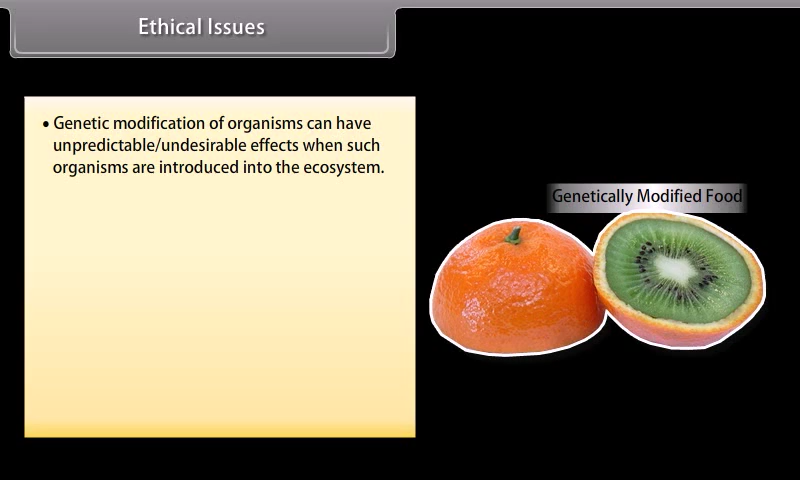 Ethical Issues
• Genetic modification of organisms can have
unpredictable/undesirable effects when such
organisms are introduced into the ecosystem.
Genetically Modified Food